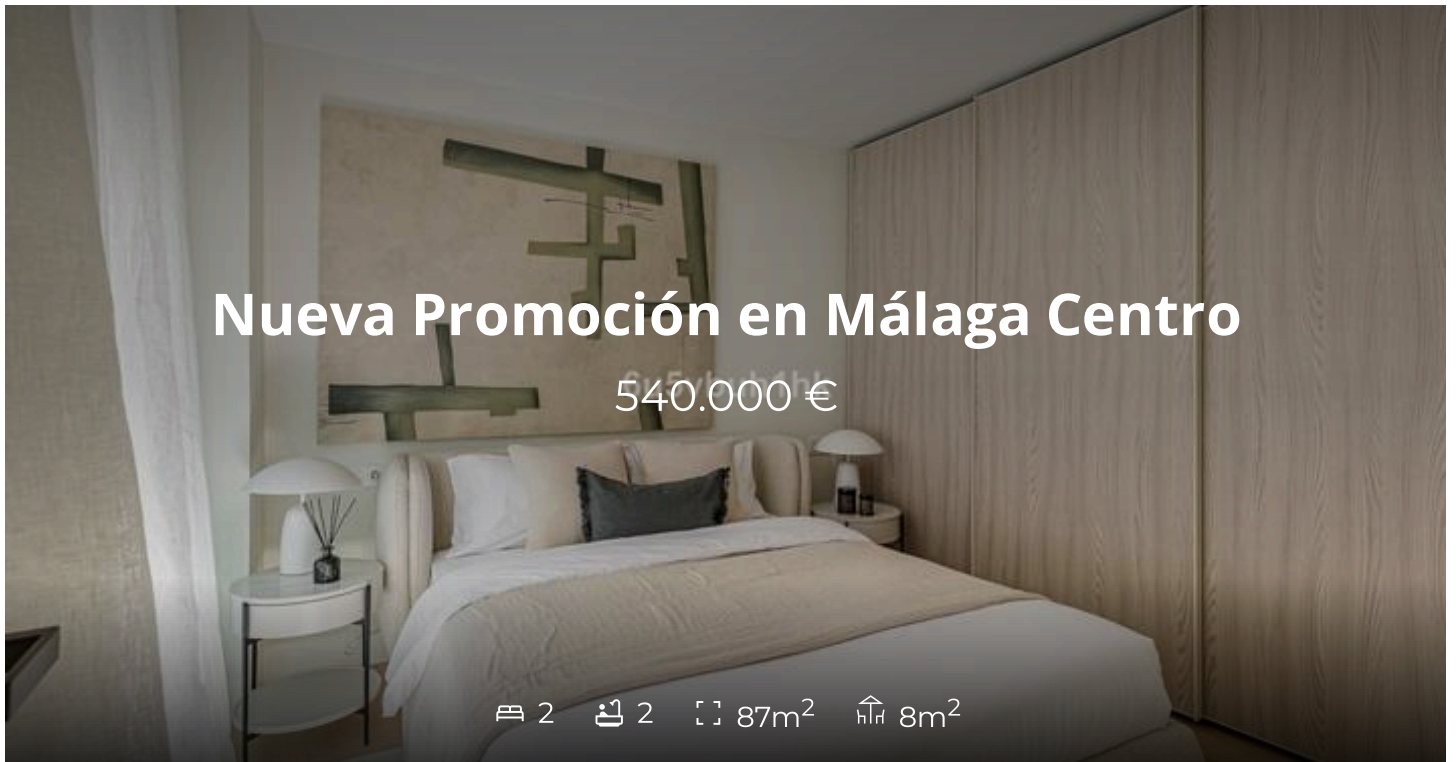 Nueva Promoción en Málaga Centro
540.000 €
2 2 87m² 8m²